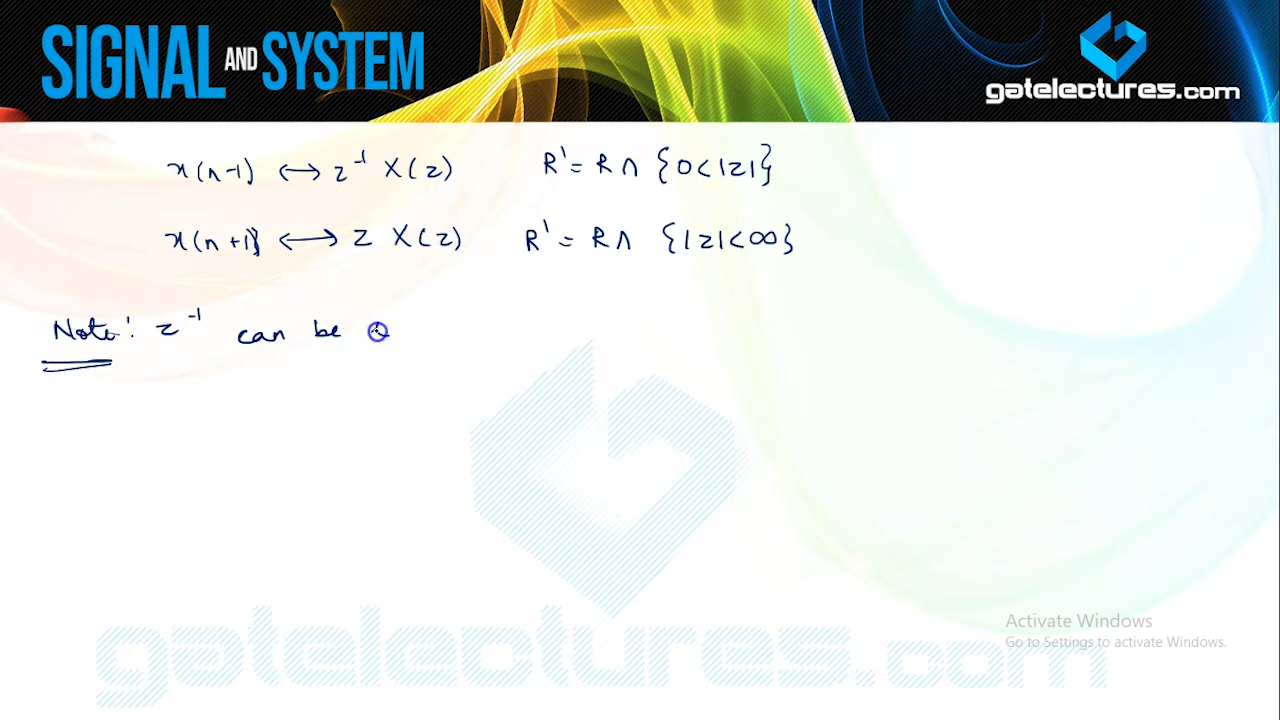 SIGNAL AND SYSTEM
gatelectures.com
x(n-1) ↔ z⁻¹ X(z) R' = R ∩ {0<|z|}
x(n+1) ↔ z X(z) R' = R ∩ {|z|<∞}
Note: z⁻¹ can be
gatelectures.com
Activate Windows
Go to Settings to activate Windows.